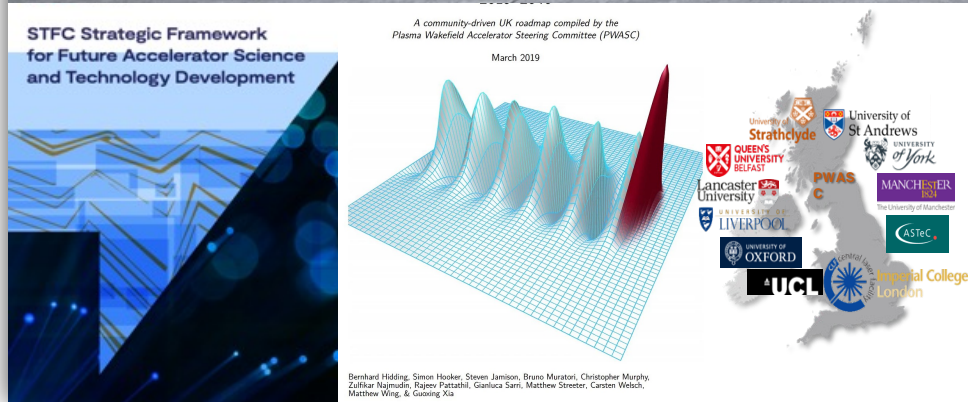 STFC Strategic Framework
for Future Accelerator Science
and Technology Development
A community-driven UK roadmap compiled by the
Plasma Wakefield Accelerator Steering Committee (PWASC)
March 2019
Bernhard Hidding, Simon Hooker, Steven Jamison, Bruno Muratori, Christopher Murphy,
Zulfikar Najmudin, Rajeev Pattathil, Gianluca Sarri, Matthew Streeter, Carsten Welsch,
Matthew Wing, & Guoxing Xia
University of
Strathclyde
University of
St Andrews
UNIVERSITY
of York
QUEEN'S
UNIVERSITY
BELFAST
PWAS
C
Lancaster
University
MANCHESTER
1824
The University of Manchester
UNIVERSITY OF
LIVERPOOL
ASTeC
UNIVERSITY OF
OXFORD
UCL
central laser facility
Imperial College
London